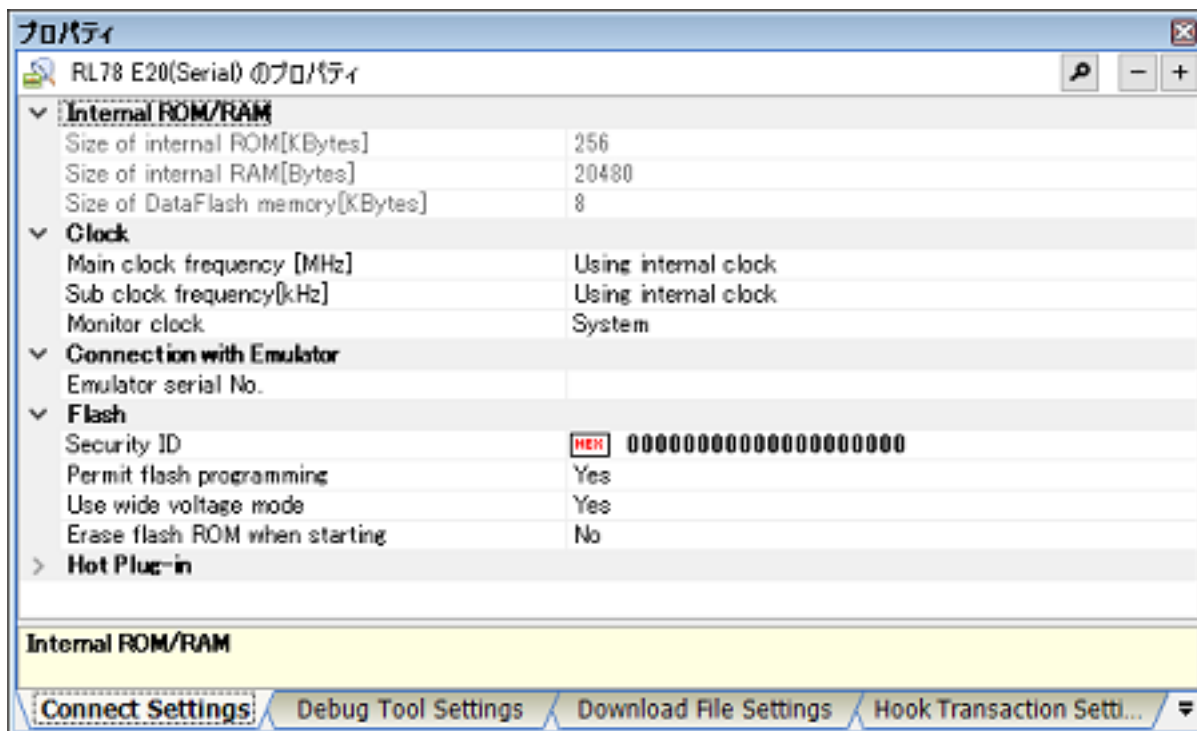 プロパティ
RL78 E20(Serial) のプロパティ
Internal ROM/RAM
Size of internal ROM[KBytes] 256
Size of internal RAM[Bytes] 20480
Size of DataFlash memory[KBytes] 8
Clock
Main clock frequency [MHz] Using internal clock
Sub clock frequency[kHz] Using internal clock
Monitor clock System
Connection with Emulator
Emulator serial No.
Flash
Security ID HEX 00000000000000000000
Permit flash programming Yes
Use wide voltage mode Yes
Erase flash ROM when starting No
Hot Plug-in
Internal ROM/RAM
Connect Settings Debug Tool Settings Download File Settings Hook Transaction Setti...